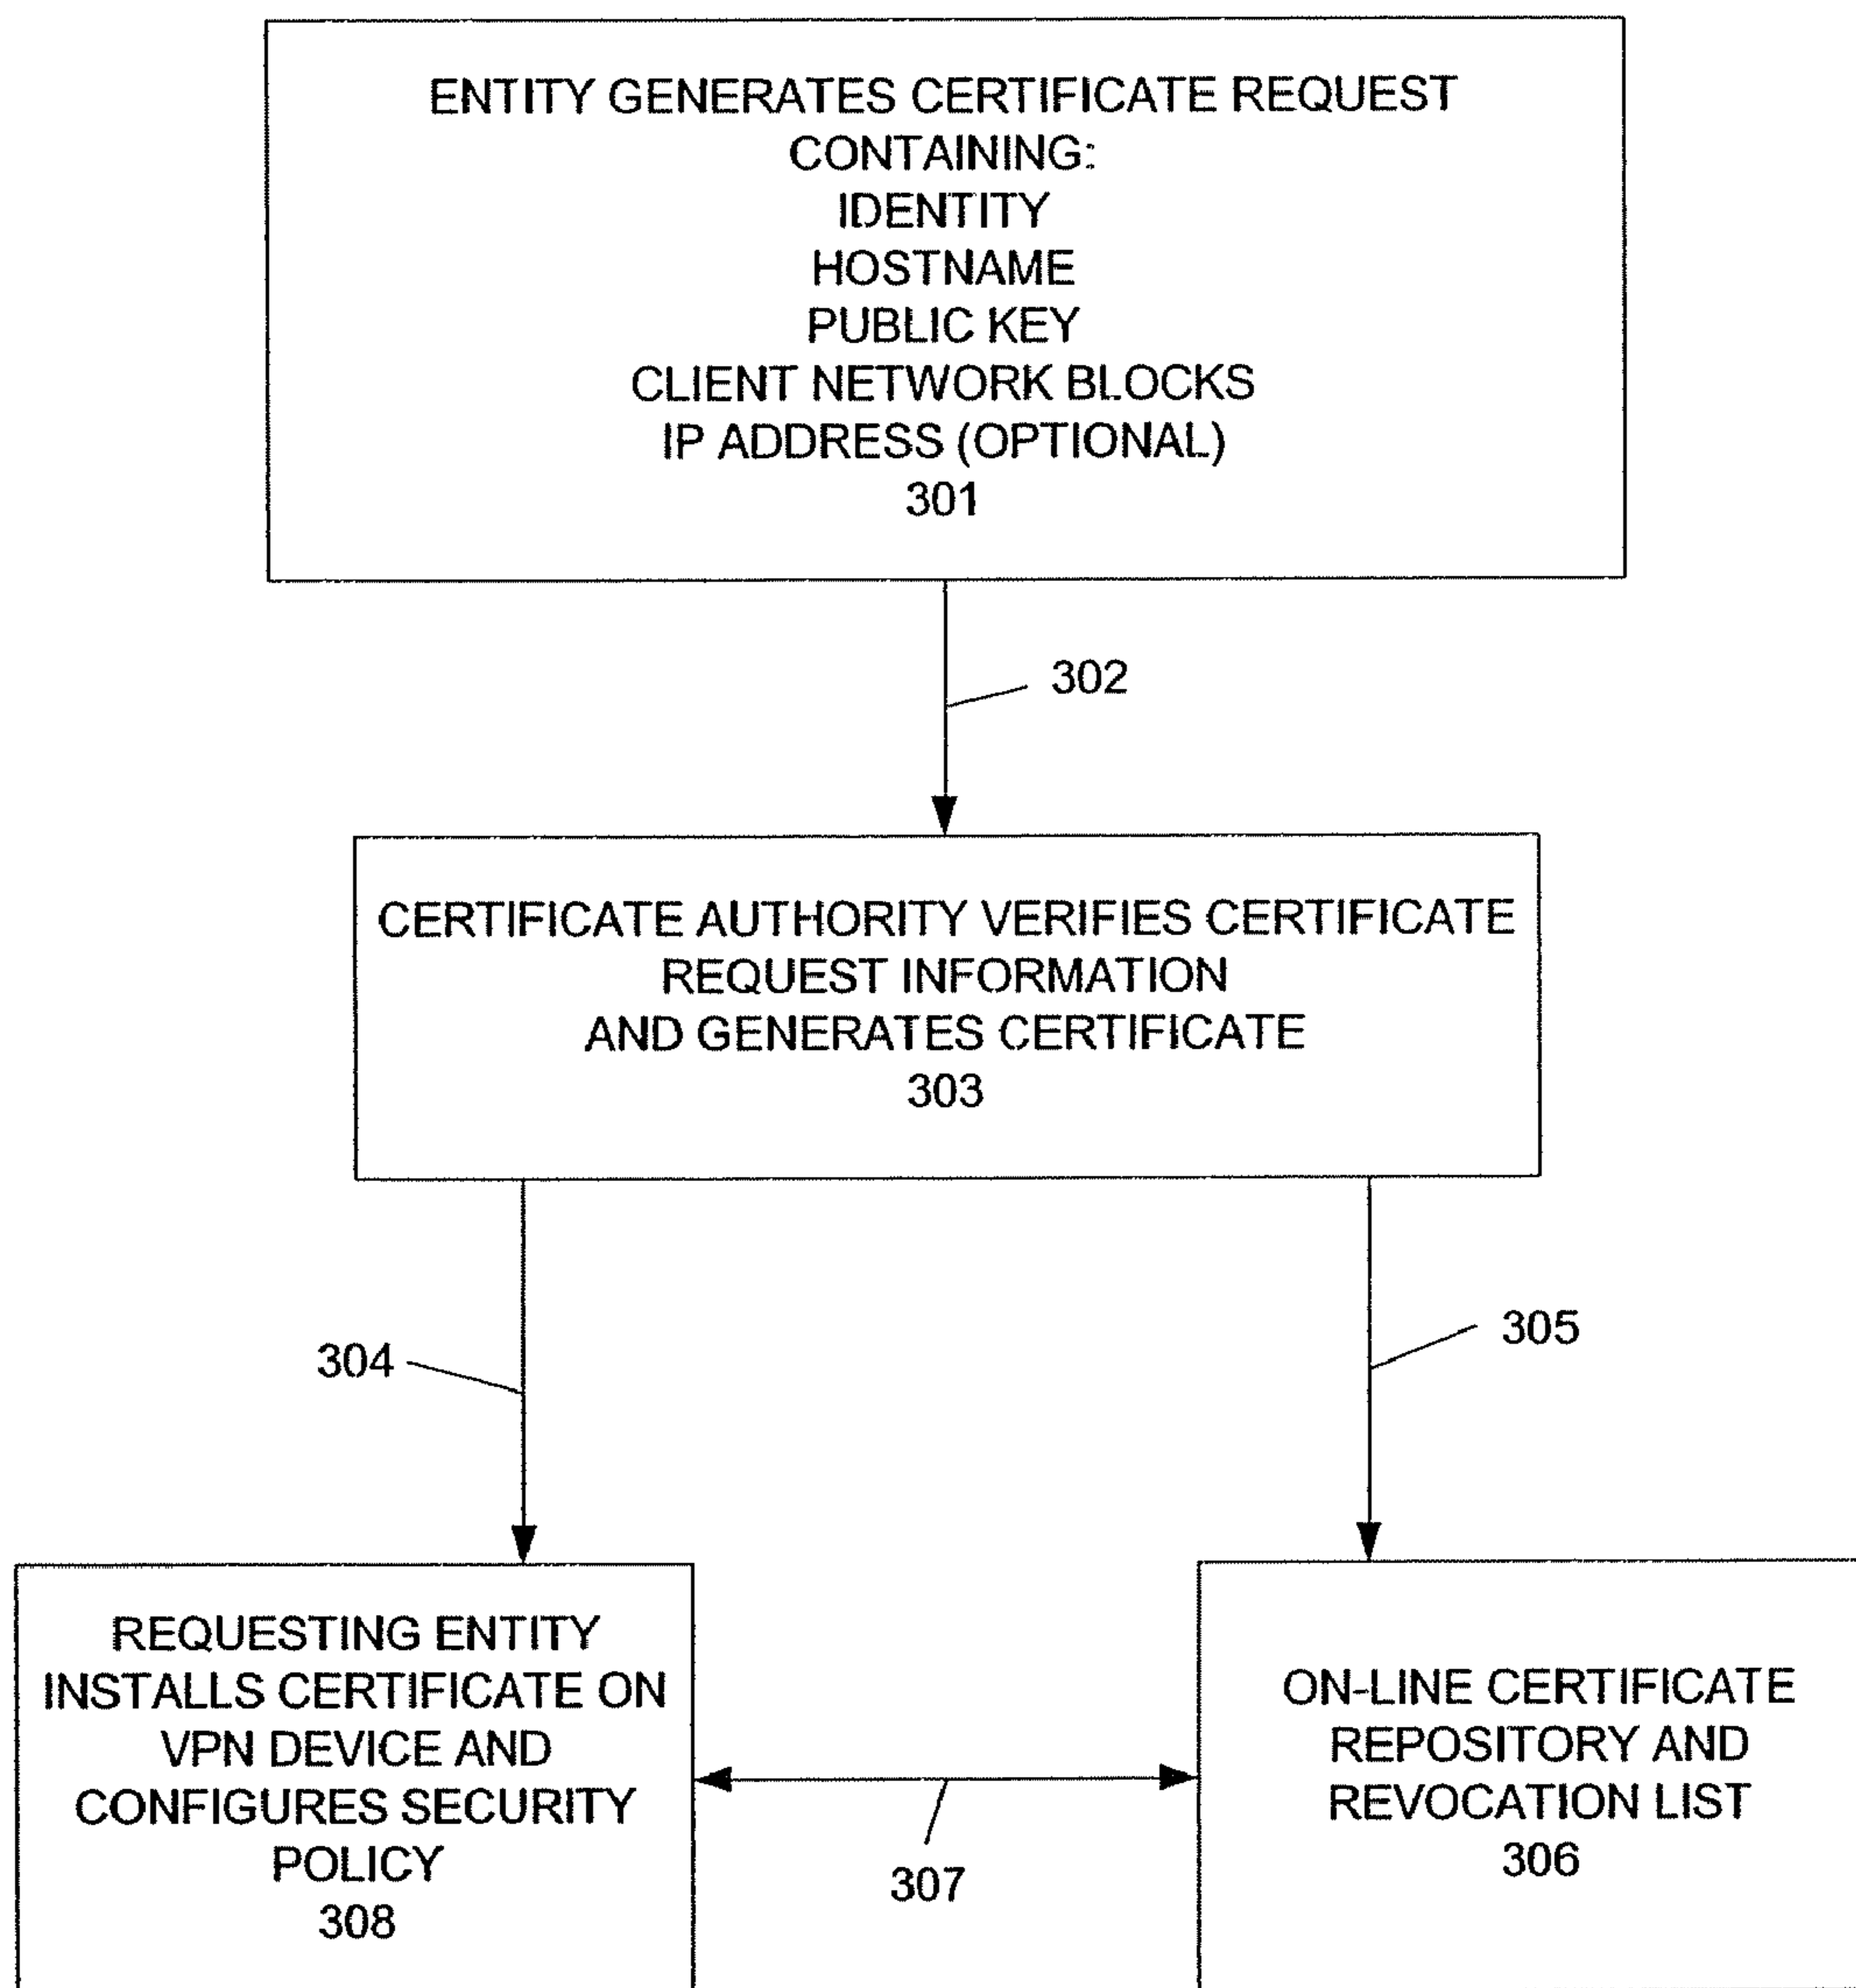 ENTITY GENERATES CERTIFICATE REQUEST
CONTAINING:
IDENTITY
HOSTNAME
PUBLIC KEY
CLIENT NETWORK BLOCKS
IP ADDRESS (OPTIONAL)
301
302
CERTIFICATE AUTHORITY VERIFIES CERTIFICATE
REQUEST INFORMATION
AND GENERATES CERTIFICATE
303
304
305
REQUESTING ENTITY
INSTALLS CERTIFICATE ON
VPN DEVICE AND
CONFIGURES SECURITY
POLICY
308
307
ON-LINE CERTIFICATE
REPOSITORY AND
REVOCATION LIST
306